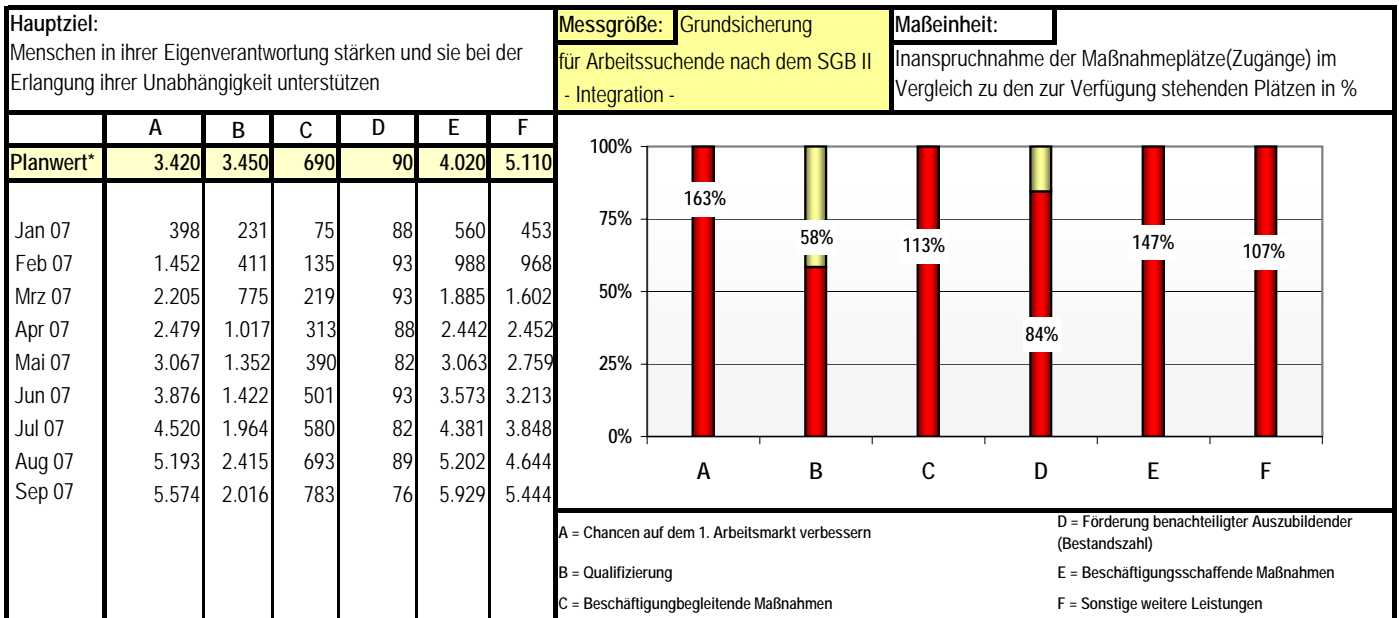 Hauptziel:
Menschen in ihrer Eigenverantwortung stärken und sie bei der
Erlangung ihrer Unabhängigkeit unterstützen
Messgröße: Grundsicherung
für Arbeitssuchende nach dem SGB II
- Integration -
Maßeinheit:
Inanspruchnahme der Maßnahmeplätze(Zugänge) im
Vergleich zu den zur Verfügung stehenden Plätzen in %
A B C D E F
Planwert* 3.420 3.450 690 90 4.020 5.110
Jan 07 398 231 75 88 560 453
Feb 07 1.452 411 135 93 988 968
Mrz 07 2.205 775 219 93 1.885 1.602
Apr 07 2.479 1.017 313 88 2.442 2.452
Mai 07 3.067 1.352 390 82 3.063 2.759
Jun 07 3.876 1.422 501 93 3.573 3.213
Jul 07 4.520 1.964 580 82 4.381 3.848
Aug 07 5.193 2.415 693 89 5.202 4.644
Sep 07 5.574 2.016 783 76 5.929 5.444
100%
75%
50%
25%
0%
163%
58%
113%
84%
147%
107%
A B C D E F
A = Chancen auf dem 1. Arbeitsmarkt verbessern
B = Qualifizierung
C = Beschäftigungbegleitende Maßnahmen
D = Förderung benachteiligter Auszubildender
(Bestandszahl)
E = Beschäftigungsschaffende Maßnahmen
F = Sonstige weitere Leistungen